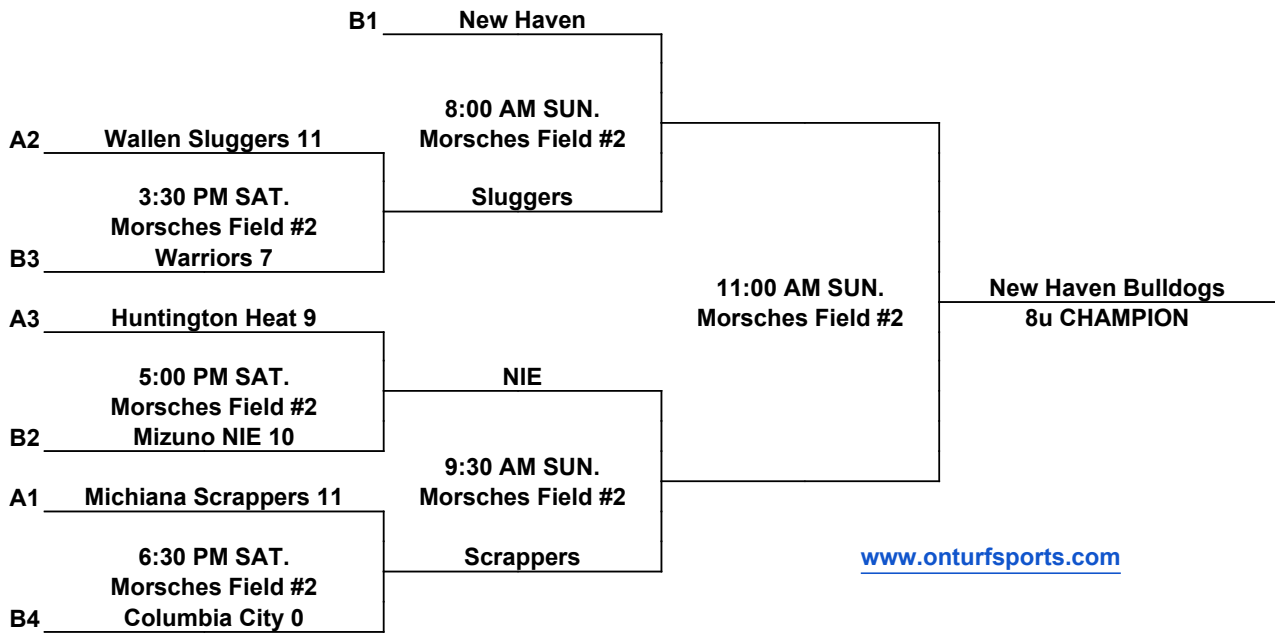 B1 New Haven
8:00 AM SUN.
Morsches Field #2
A2 Wallen Sluggers 11
3:30 PM SAT.
Morsches Field #2
Sluggers
B3 Warriors 7
A3 Huntington Heat 9
5:00 PM SAT.
Morsches Field #2
NIE
B2 Mizuno NIE 10
9:30 AM SUN.
Morsches Field #2
A1 Michiana Scrappers 11
6:30 PM SAT.
Morsches Field #2
Scrappers
B4 Columbia City 0
11:00 AM SUN.
Morsches Field #2
New Haven Bulldogs
8u CHAMPION
www.onturfsports.com